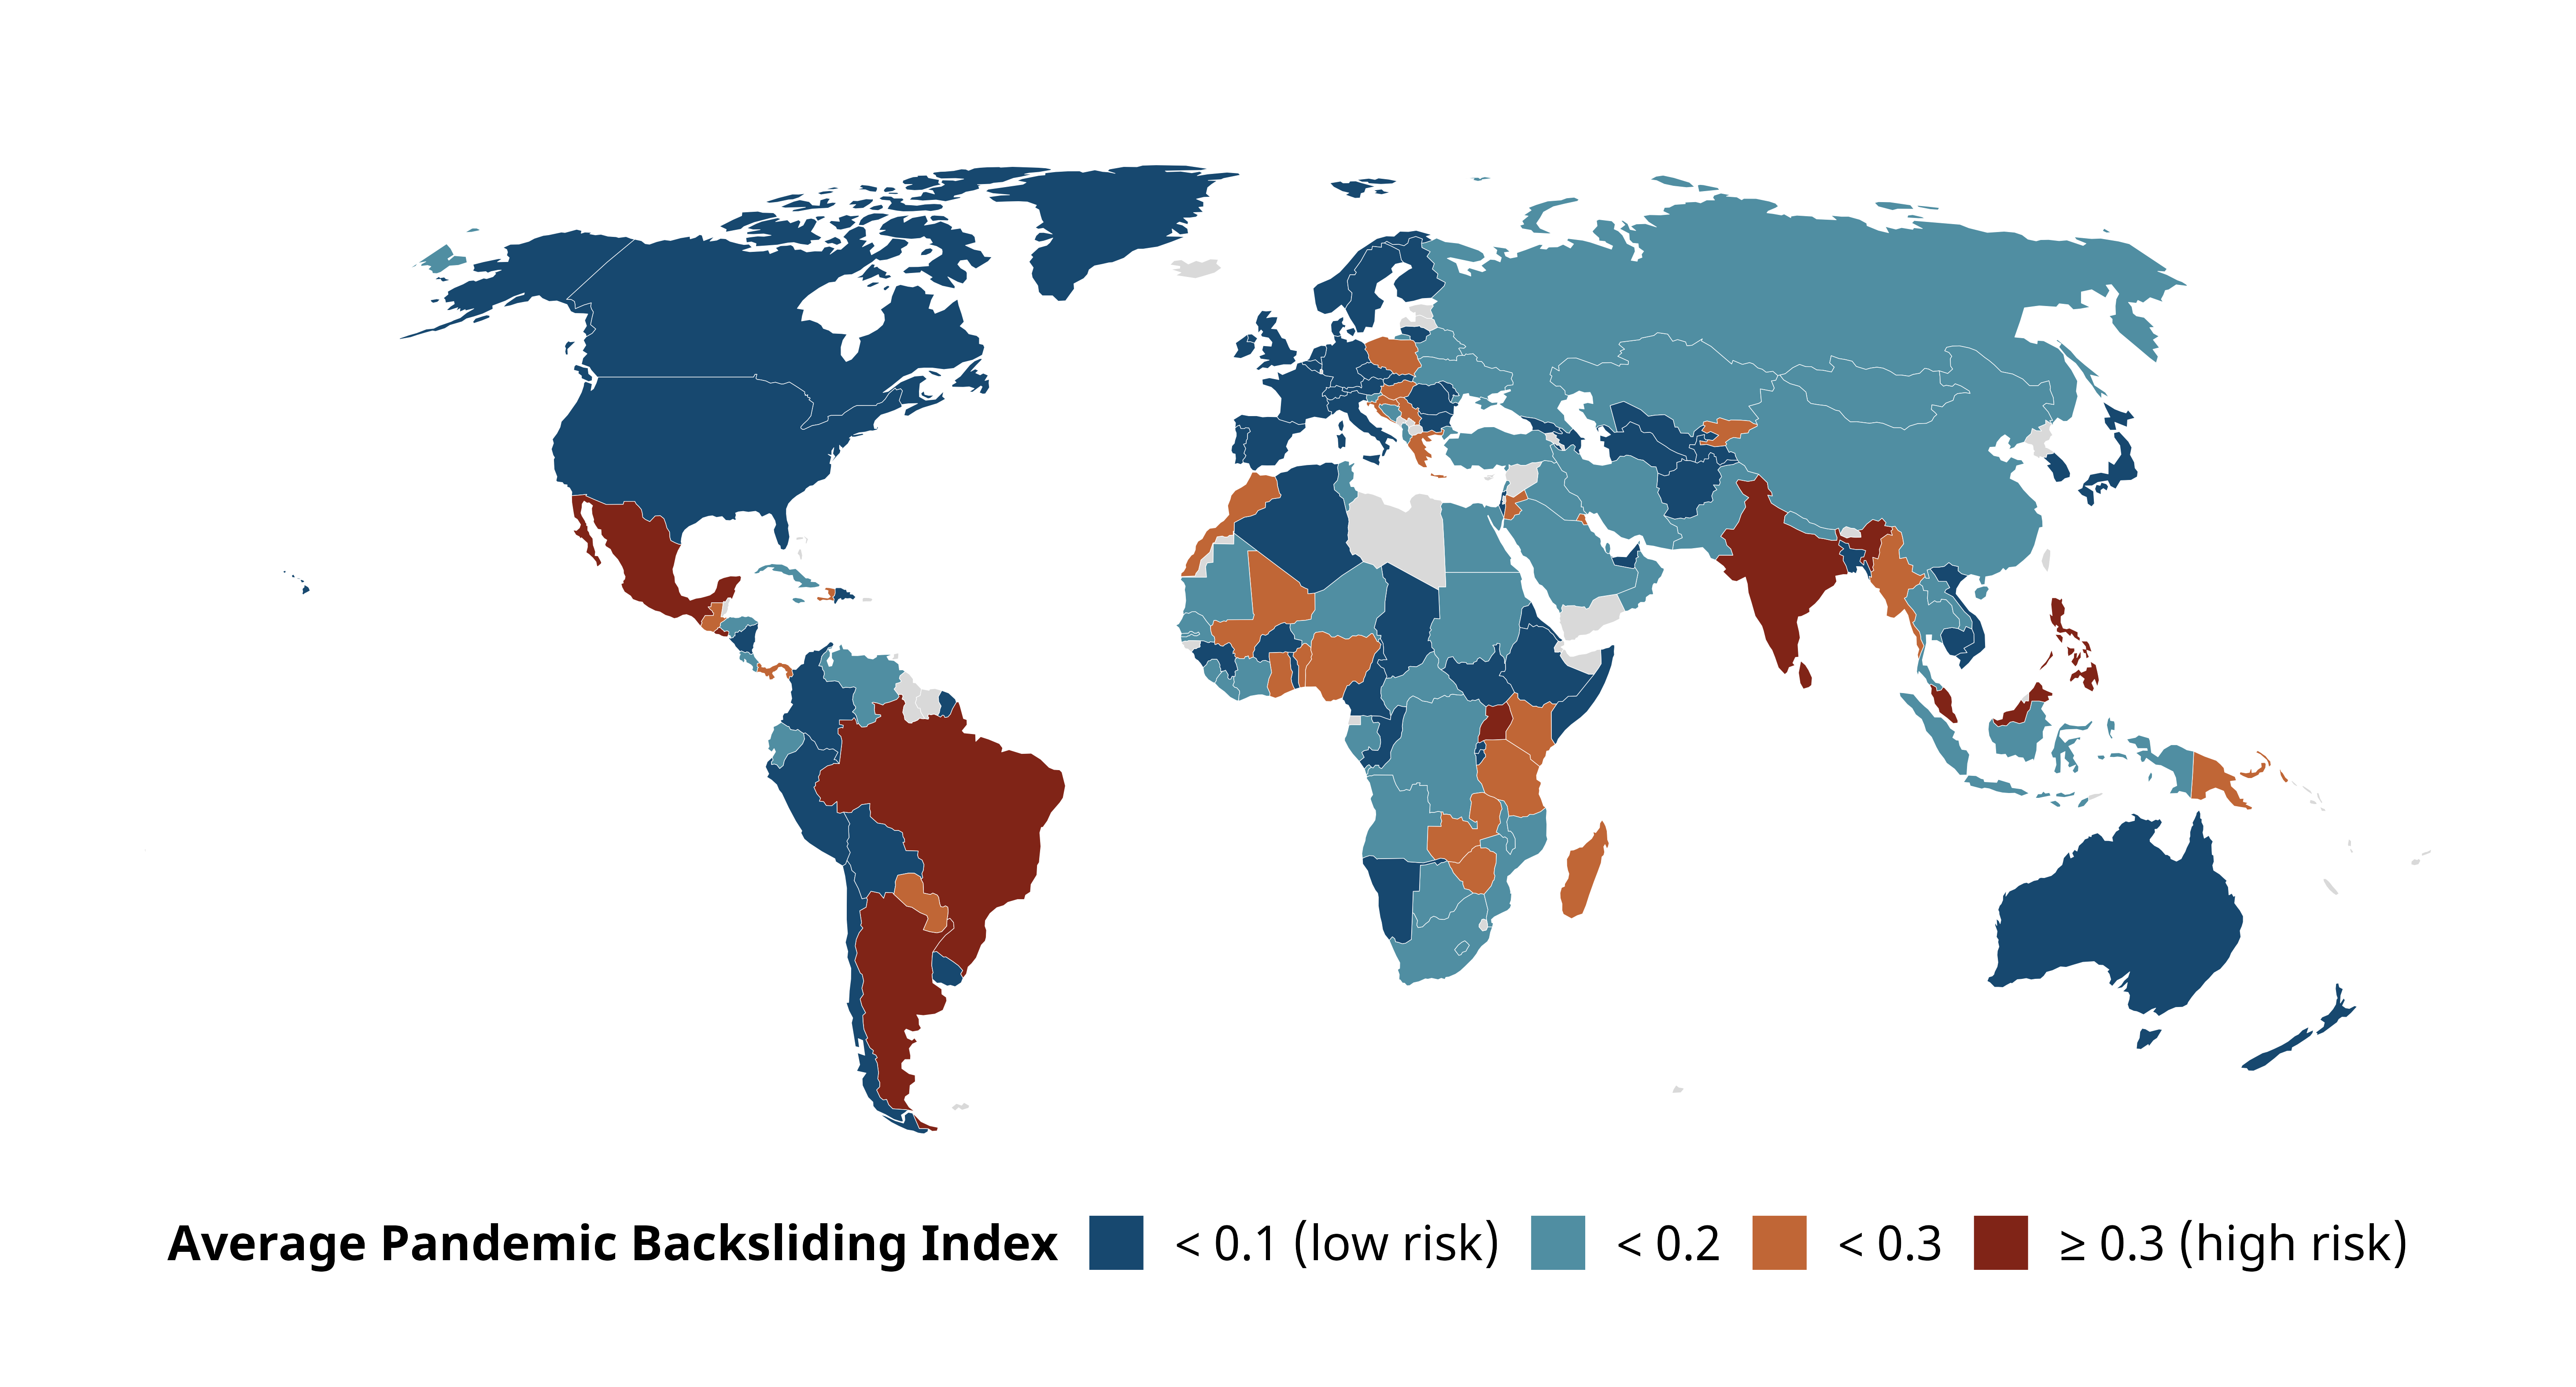 Average Pandemic Backsliding Index < 0.1 (low risk) < 0.2 < 0.3 ≥ 0.3 (high risk)